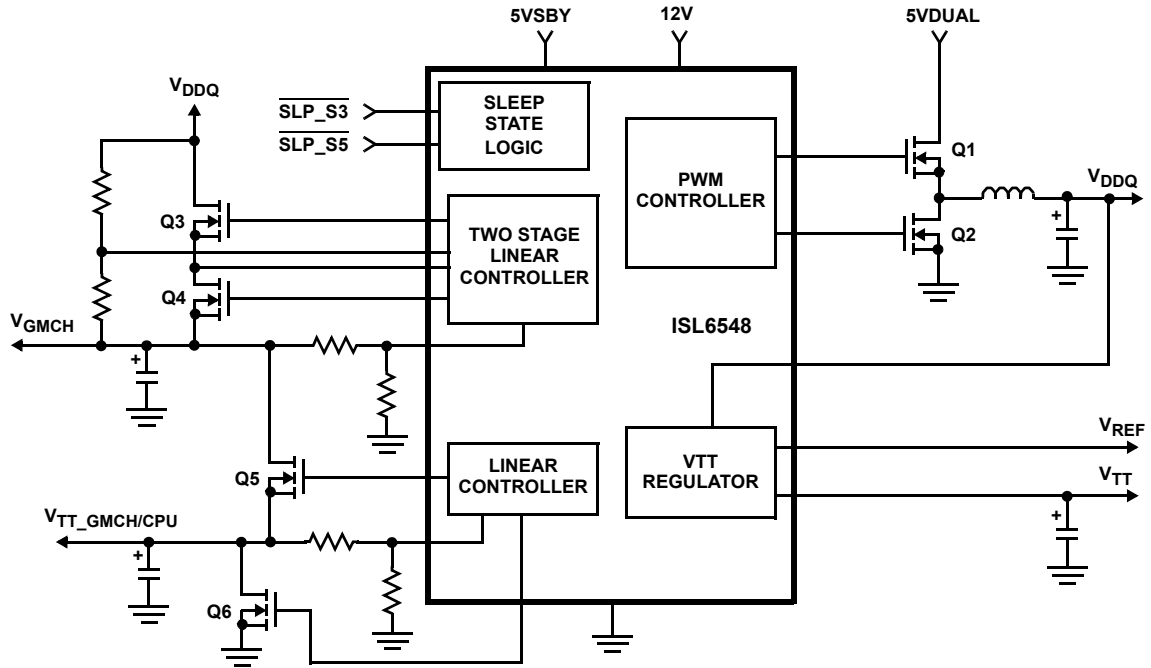 5VSBY
12V
5VDUAL
VDDQ
SLP_S3
SLP_S5
SLEEP
STATE
LOGIC
Q1
PWM
CONTROLLER
VDDQ
Q3
TWO STAGE
LINEAR
CONTROLLER
Q2
+
Q4
VGMCH
ISL6548
+
VREF
Q5
LINEAR
CONTROLLER
VTT
REGULATOR
VTT
VTT_GMCH/CPU
+
+
Q6